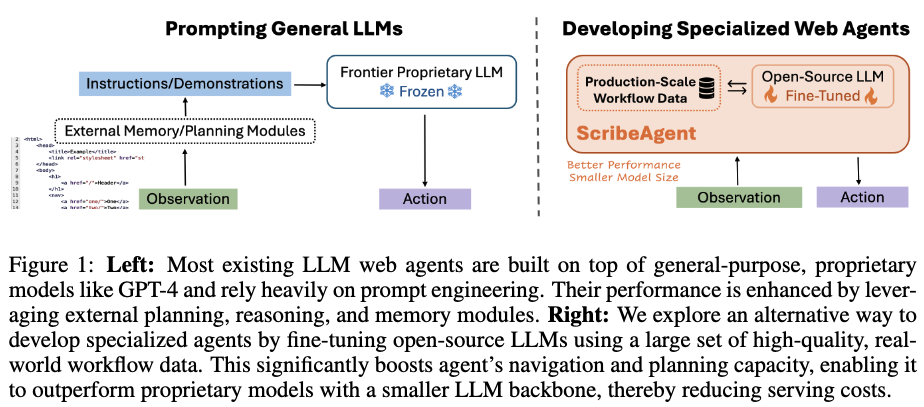 Prompting General LLMs
Instructions/Demonstrations
Frontier Proprietary LLM
Frozen
External Memory/Planning Modules
2 <html>
3 <head>
4 <title>Example</title>
5 <link rel="stylesheet" href="st
6 </head>
7 <body>
8 <h1>
9 <a href="/">Header</a>
10 </h1>
11 <nav>
12 <a href="one/">One</a>
13 <a href="two/">Two</a>
Observation
Action
Developing Specialized Web Agents
Production-Scale
Workflow Data
Open-Source LLM
Fine-Tuned
ScribeAgent
Better Performance
Smaller Model Size
Observation
Action
Figure 1: Left: Most existing LLM web agents are built on top of general-purpose, proprietary
models like GPT-4 and rely heavily on prompt engineering. Their performance is enhanced by lever-
aging external planning, reasoning, and memory modules. Right: We explore an alternative way to
develop specialized agents by fine-tuning open-source LLMs using a large set of high-quality, real-
world workflow data. This significantly boosts agent's navigation and planning capacity, enabling it
to outperform proprietary models with a smaller LLM backbone, thereby reducing serving costs.